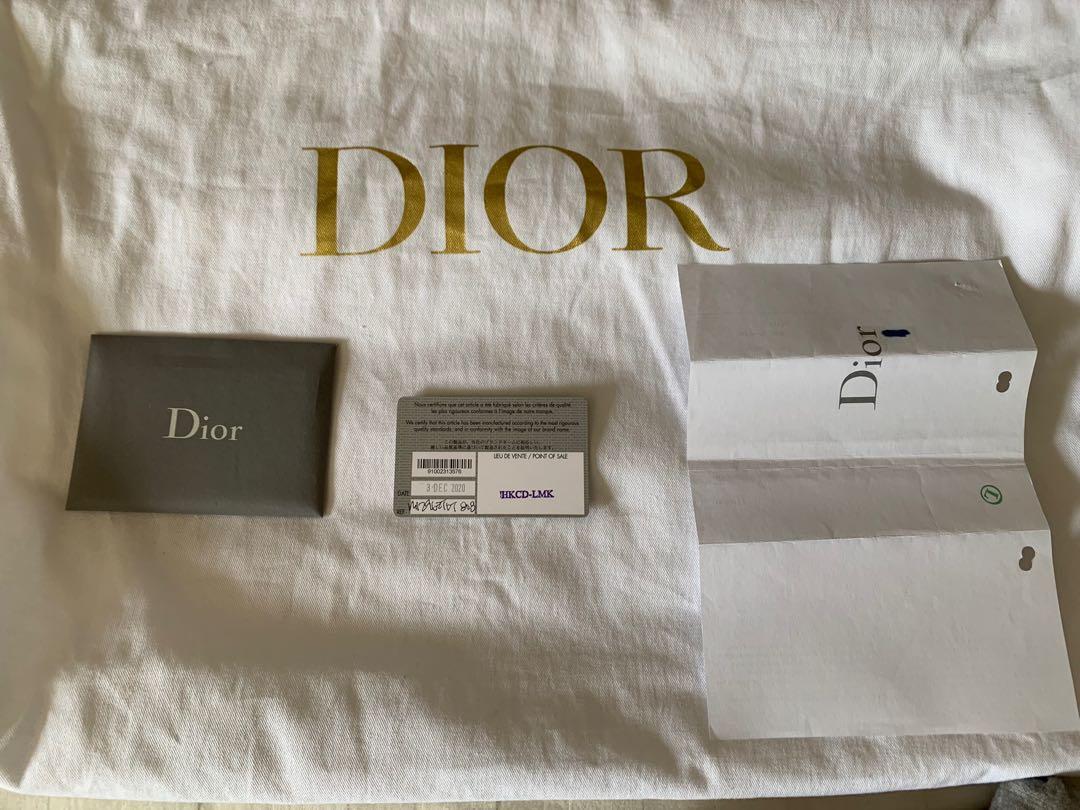 DIOR
Dior
Nous certifions que cet article a été fabriqué selon les critères de qualité
les plus rigoureux conformes à l'image de notre marque.
We certify that this article has been manufactured according to the most rigourous
quality standards, and in conformity with the image of our brand name.
LIEU DE VENTE / POINT OF SALE
91002313576
DATE
3 DEC 2020
HKCD-LMK
REF
Dior